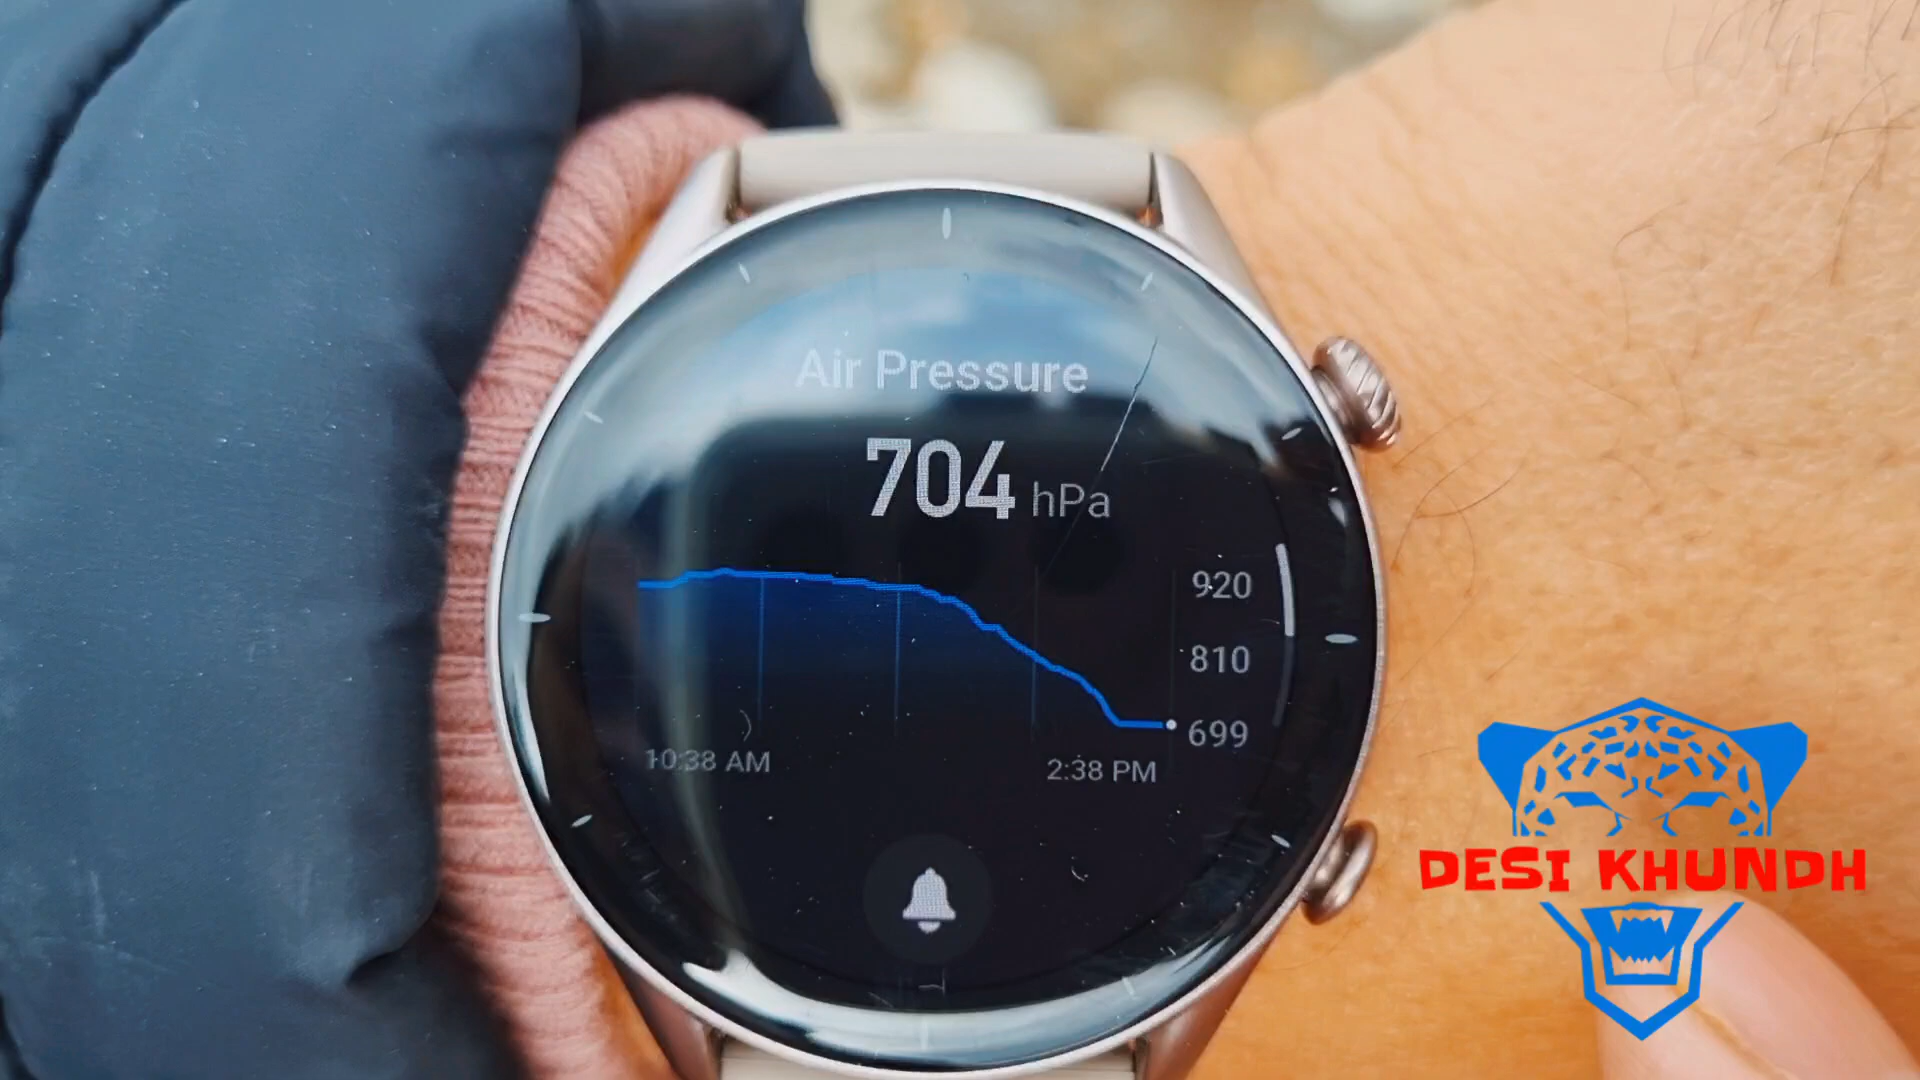 Air Pressure
704 hPa
920
810
699
10:38 AM
2:38 PM
DESI KHUNDH